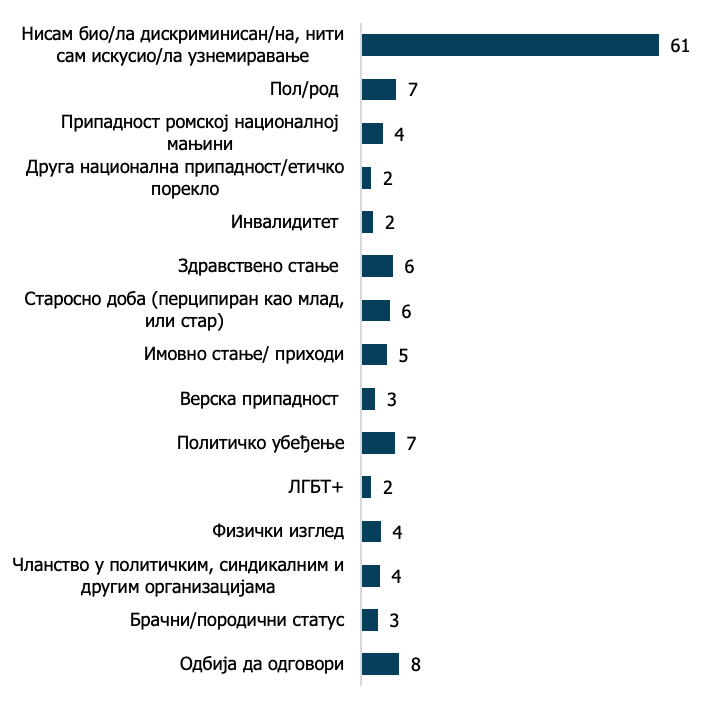 Нисам био/ла дискриминисан/на, нити
сам искусио/ла узнемиравање
61
Пол/род
7
Припадност ромској националној
мањини
4
Друга национална припадност/етичко
порекло
2
Инвалидитет
2
Здравствено стање
6
Старосно доба (перципиран као млад,
или стар)
6
Имовно стање/ приходи
5
Верска припадност
3
Политичко убеђење
7
ЛГБТ+
2
Физички изглед
4
Чланство у политичким, синдикалним и
другим организацијама
4
Брачни/породични статус
3
Одбија да одговори
8